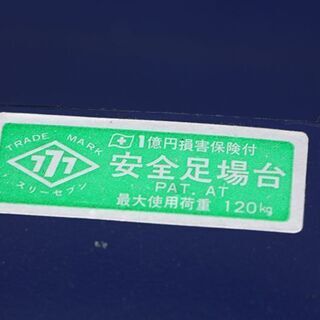 TRADE MARK
777
スリーセブン
1億円損害保険付
安全足場台
PAT. AT
最大使用荷重 120kg